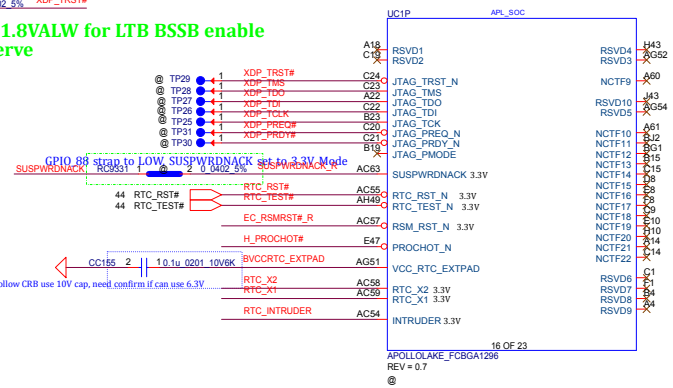 02_5% XDP_TRST#
1.8VALW for LTB BSSB enable
erve
UC1P APL_SOC
A18 RSVD1 RSVD4 H43
C19 RSVD2 RSVD3 AG52
@ TP29 1 XDP_TRST# C24 JTAG_TRST_N NCTF9 A60
@ TP28 1 XDP_TMS C23 JTAG_TMS
@ TP27 1 XDP_TDO A22 JTAG_TDO RSVD10 J43
@ TP26 1 XDP_TDI C22 JTAG_TDI RSVD5 AG54
@ TP25 1 XDP_TCLK B23 JTAG_TCK
@ TP31 1 XDP_PREQ# C20 JTAG_PREQ_N NCTF10 A61
@ TP30 1 XDP_PRDY# C21 JTAG_PRDY_N NCTF11 BJ2
B19 JTAG_PMODE NCTF12 BG1
GPIO_88 strap to LOW, SUSPWRDNACK set to 3.3V Mode
NCTF13 B15
SUSPWRDNACK RC9331 1 @ 2 0_0402_5% SUSPWRDNACK_R AC63 SUSPWRDNACK 3.3V NCTF14 C15
NCTF15 D8
44 RTC_RST# RTC_RST# AC55 RTC_RST_N 3.3V NCTF16 E8
44 RTC_TEST# RTC_TEST# AH49 RTC_TEST_N 3.3V NCTF17 F8
NCTF18 C9
EC_RSMRST#_R AC57 RSM_RST_N 3.3V NCTF19 E10
NCTF20 H10
H_PROCHOT# E47 PROCHOT_N NCTF21 A14
NCTF22 C14
CC155 2 1 0.1u_0201_10V6K BVCCRTC_EXTPAD AG51 VCC_RTC_EXTPAD
ollow CRB use 10V cap, need confirm if can use 6.3V
RTC_X2 AC58 RTC_X2 3.3V RSVD6 C1
RTC_X1 AC59 RTC_X1 3.3V RSVD7 E1
RSVD8 B4
RSVD9 A4
RTC_INTRUDER AC54 INTRUDER 3.3V
16 OF 23
APOLLOLAKE_FCBGA1296
REV = 0.7
@